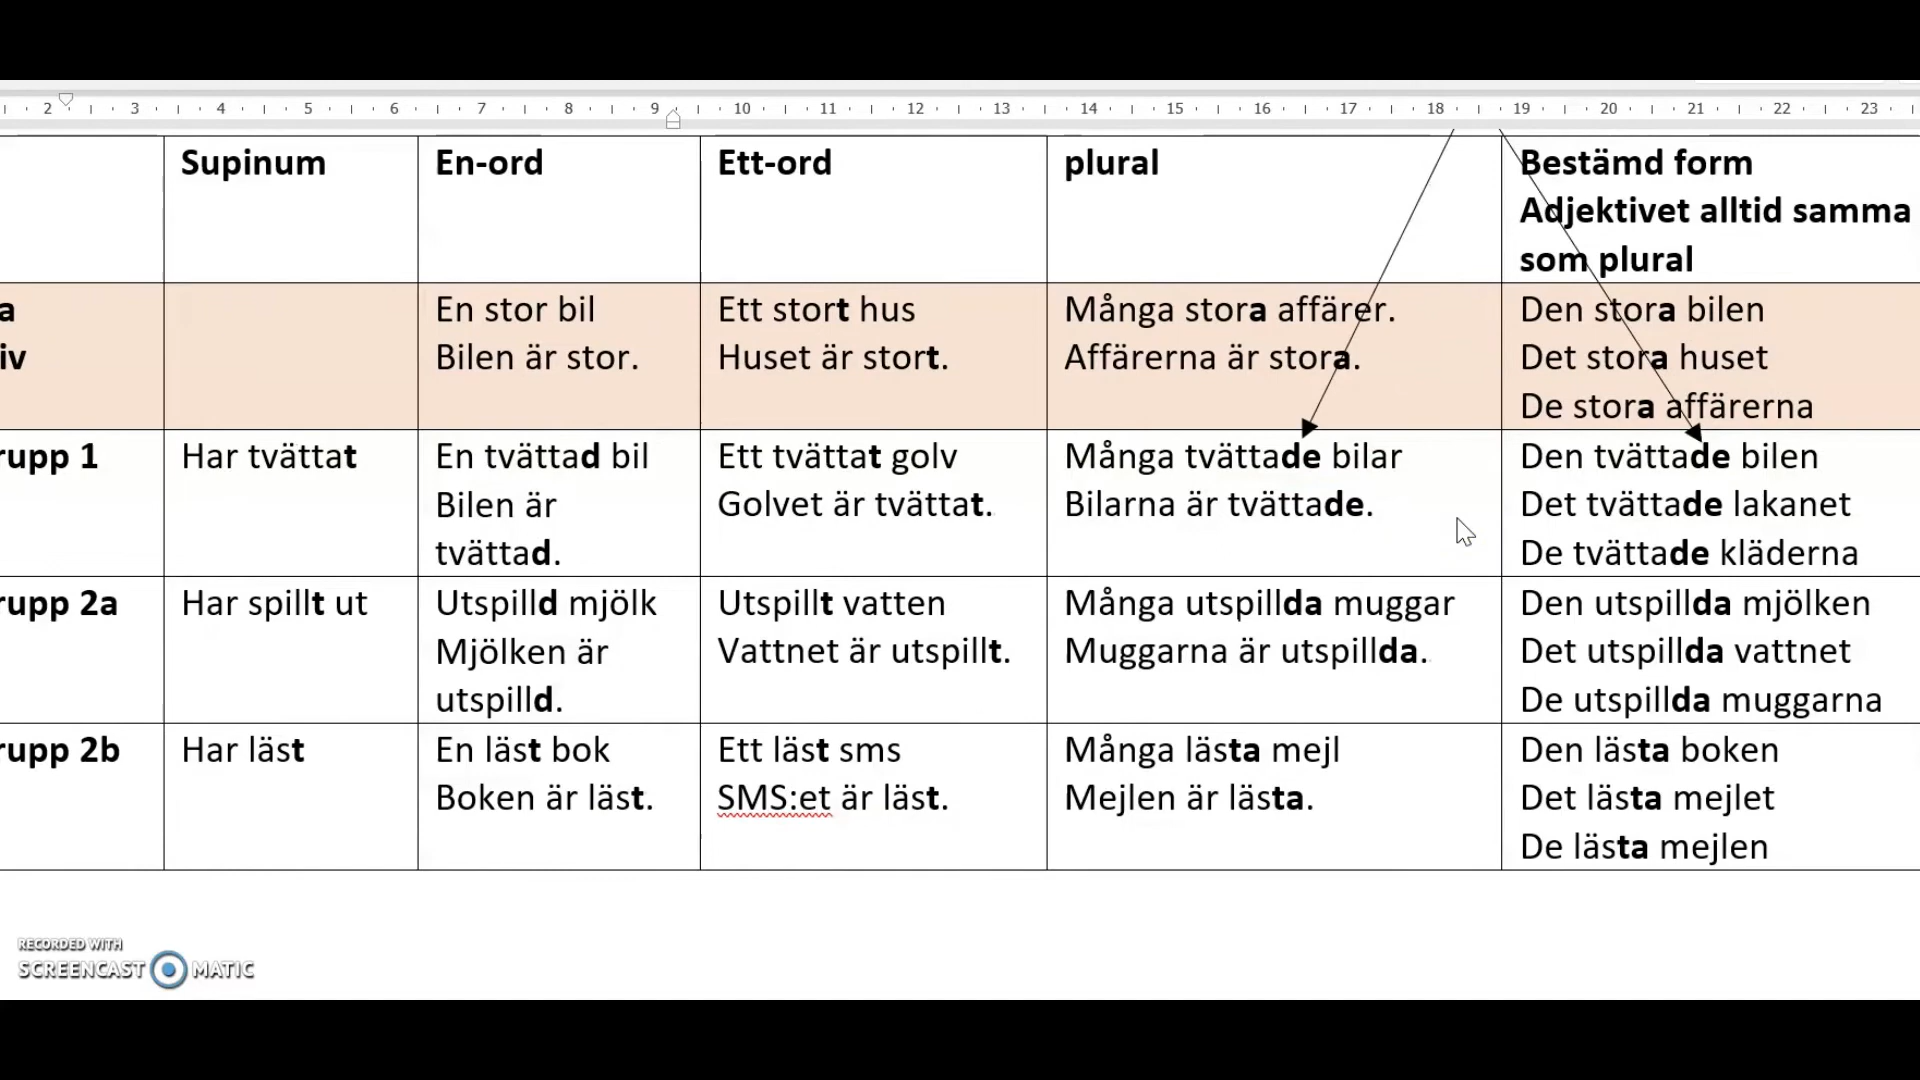 2 3 4 5 6 7 8 9 10 11 12 13 14 15 16 17 18 19 20 21 22 23
Supinum
En-ord
Ett-ord
plural
Bestämd form
Adjektivet alltid samma
som plural
a
iv
En stor bil
Bilen är stor.
Ett stort hus
Huset är stort.
Många stora affärer.
Affärerna är stora.
Den stora bilen
Det stora huset
De stora affärerna
rupp 1
Har tvättat
En tvättad bil
Bilen är
tvättad.
Ett tvättat golv
Golvet är tvättat.
Många tvättade bilar
Bilarna är tvättade.
Den tvättade bilen
Det tvättade lakanet
De tvättade kläderna
rupp 2a
Har spillt ut
Utspilld mjölk
Mjölken är
utspilld.
Utspillt vatten
Vattnet är utspillt.
Många utspillda muggar
Muggarna är utspillda.
Den utspillda mjölken
Det utspillda vattnet
De utspillda muggarna
rupp 2b
Har läst
En läst bok
Boken är läst.
Ett läst sms
SMS:et är läst.
Många lästa mejl
Mejlen är lästa.
Den lästa boken
Det lästa mejlet
De lästa mejlen
RECORDED WITH
SCREENCAST MATIC